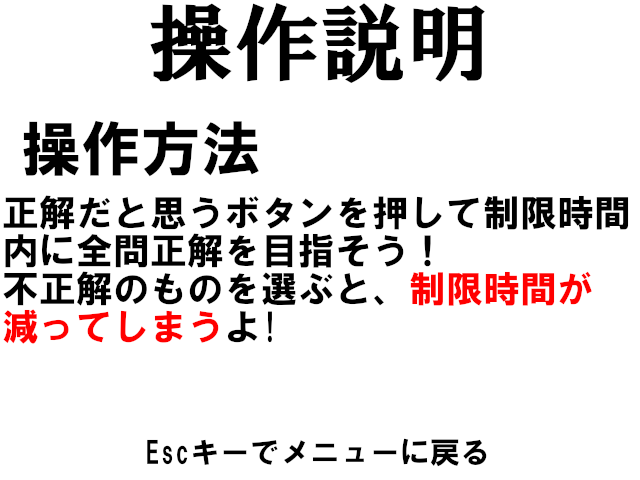 操作説明
操作方法
正解だと思うボタンを押して制限時間
内に全問正解を目指そう！
不正解のものを選ぶと、制限時間が
減ってしまうよ!
Escキーでメニューに戻る